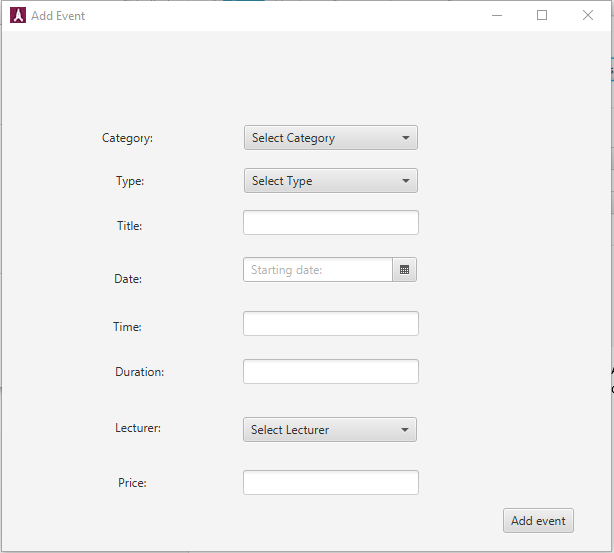 Add Event
Category:
Select Category
Type:
Select Type
Title:
Date:
Starting date:
Time:
Duration:
Lecturer:
Select Lecturer
Price:
Add event